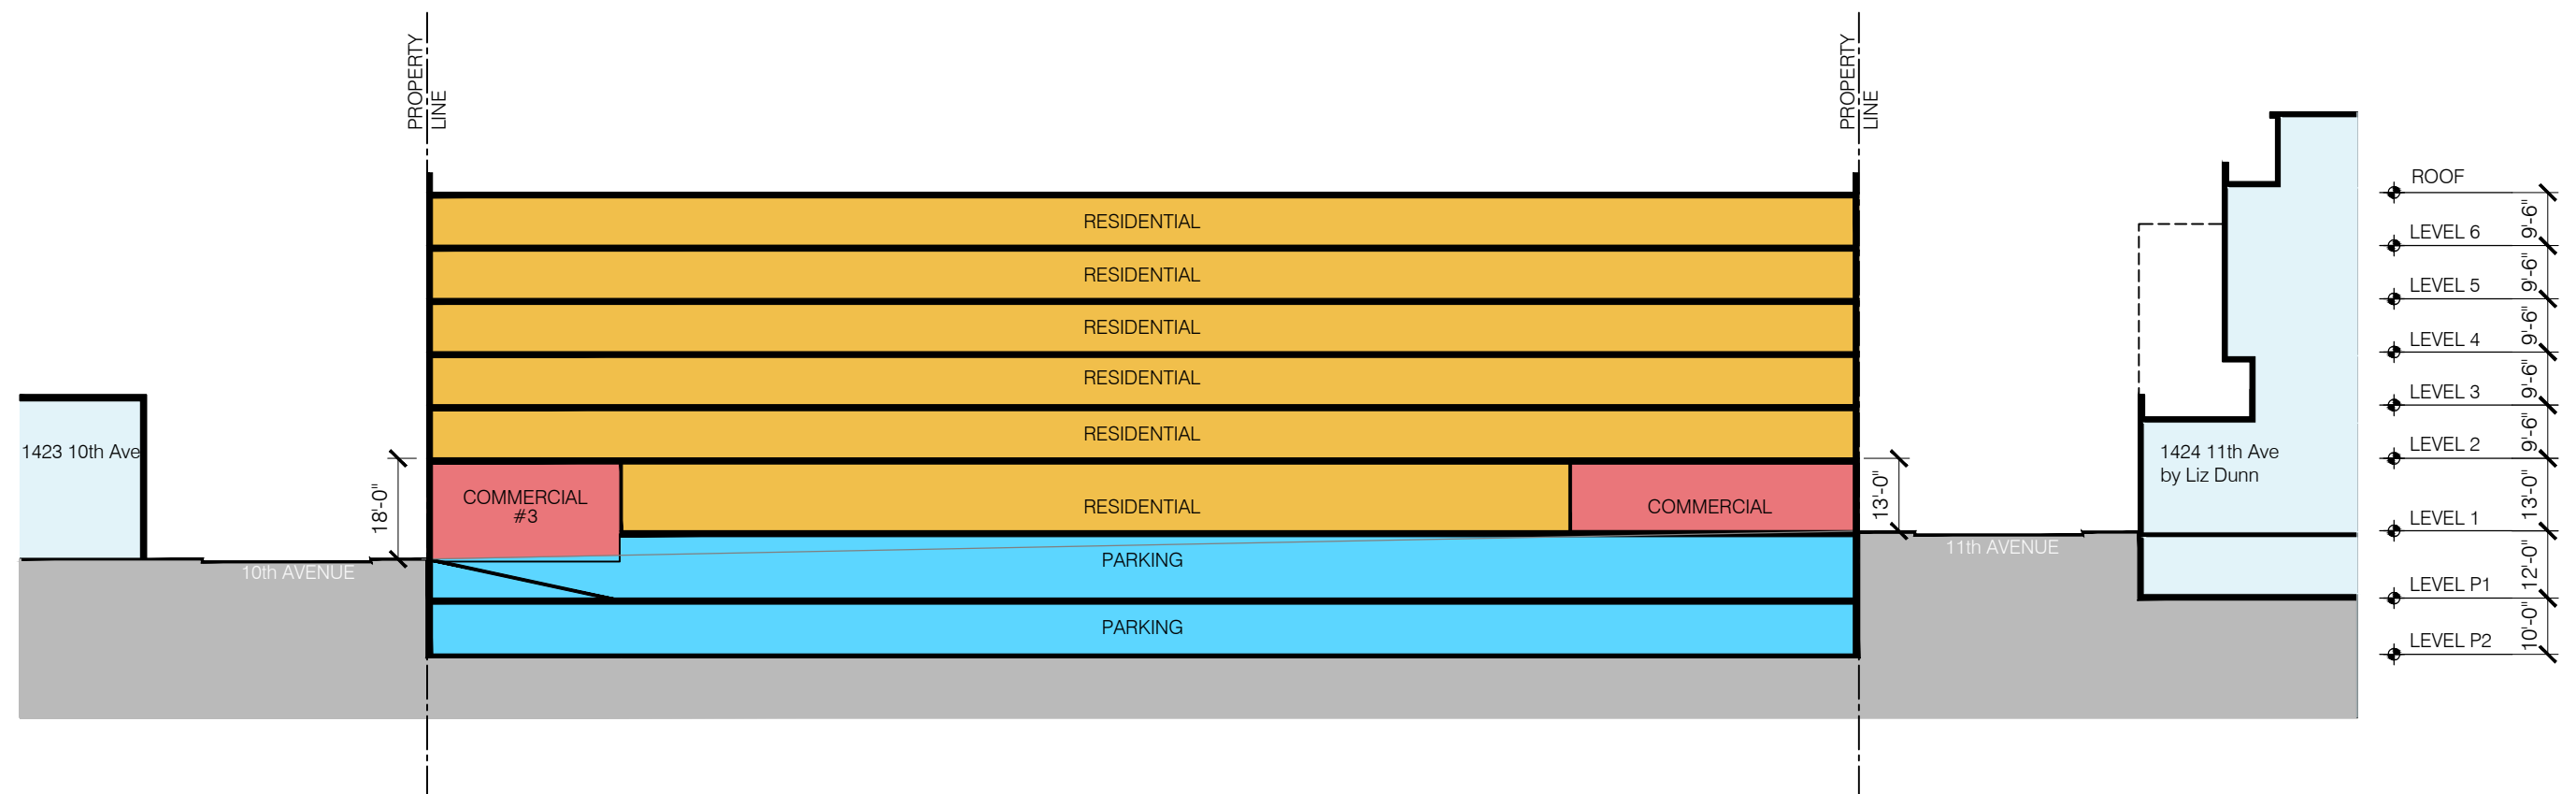 PROPERTY
LINE
PROPERTY
LINE
ROOF
9'-6"
RESIDENTIAL
LEVEL 6
RESIDENTIAL
9'-6"
LEVEL 5
RESIDENTIAL
9'-6"
LEVEL 4
RESIDENTIAL
9'-6"
LEVEL 3
RESIDENTIAL
9'-6"
LEVEL 2
1423 10th Ave
1424 11th Ave
by Liz Dunn
18'-0"
COMMERCIAL
#3
RESIDENTIAL
COMMERCIAL
13'-0"
13'-0"
LEVEL 1
10th AVENUE
PARKING
11th AVENUE
12'-0"
LEVEL P1
PARKING
10'-0"
LEVEL P2